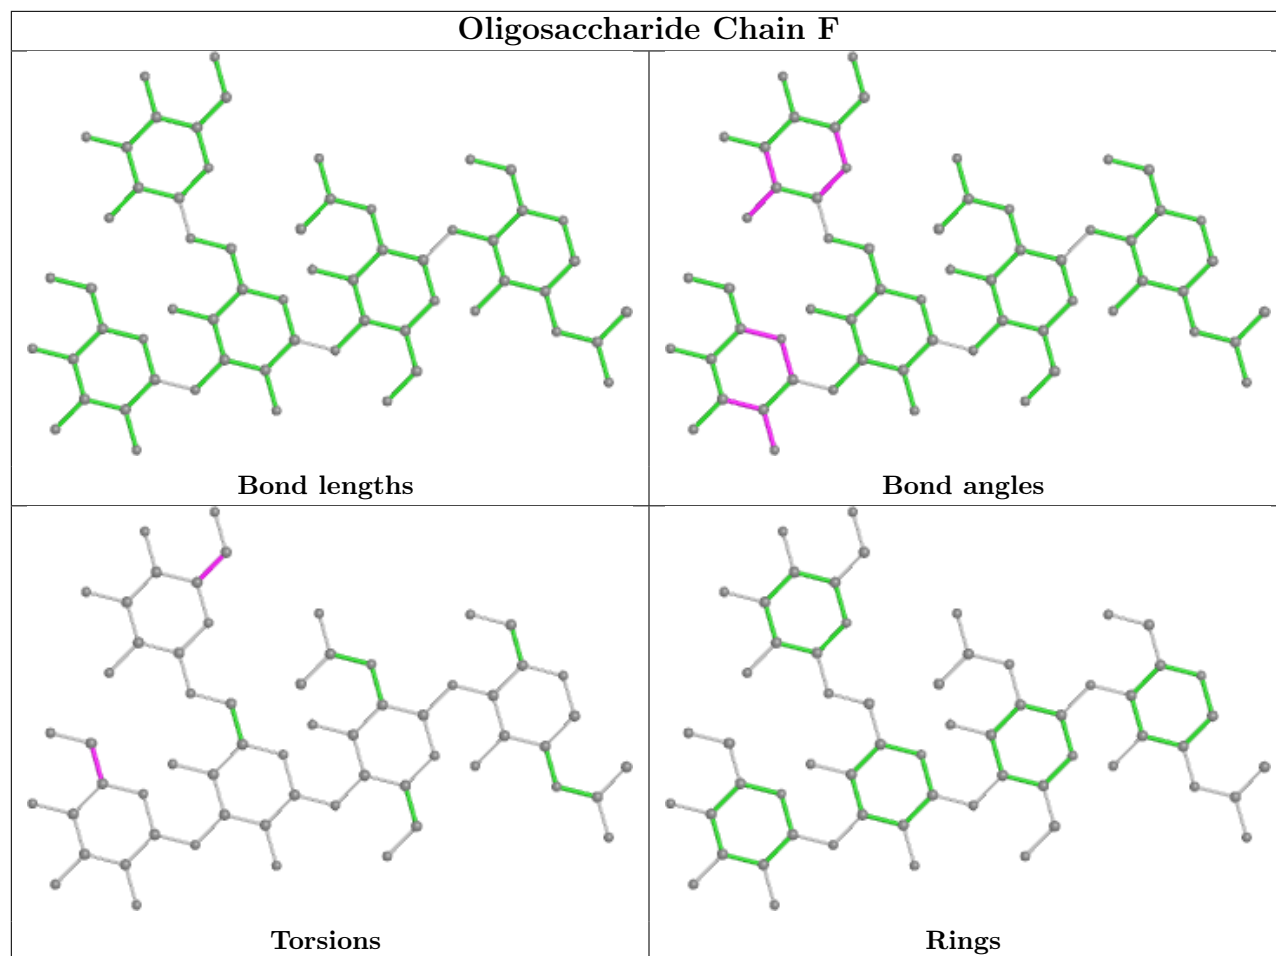 Oligosaccharide Chain F
Bond lengths
Bond angles
Torsions
Rings